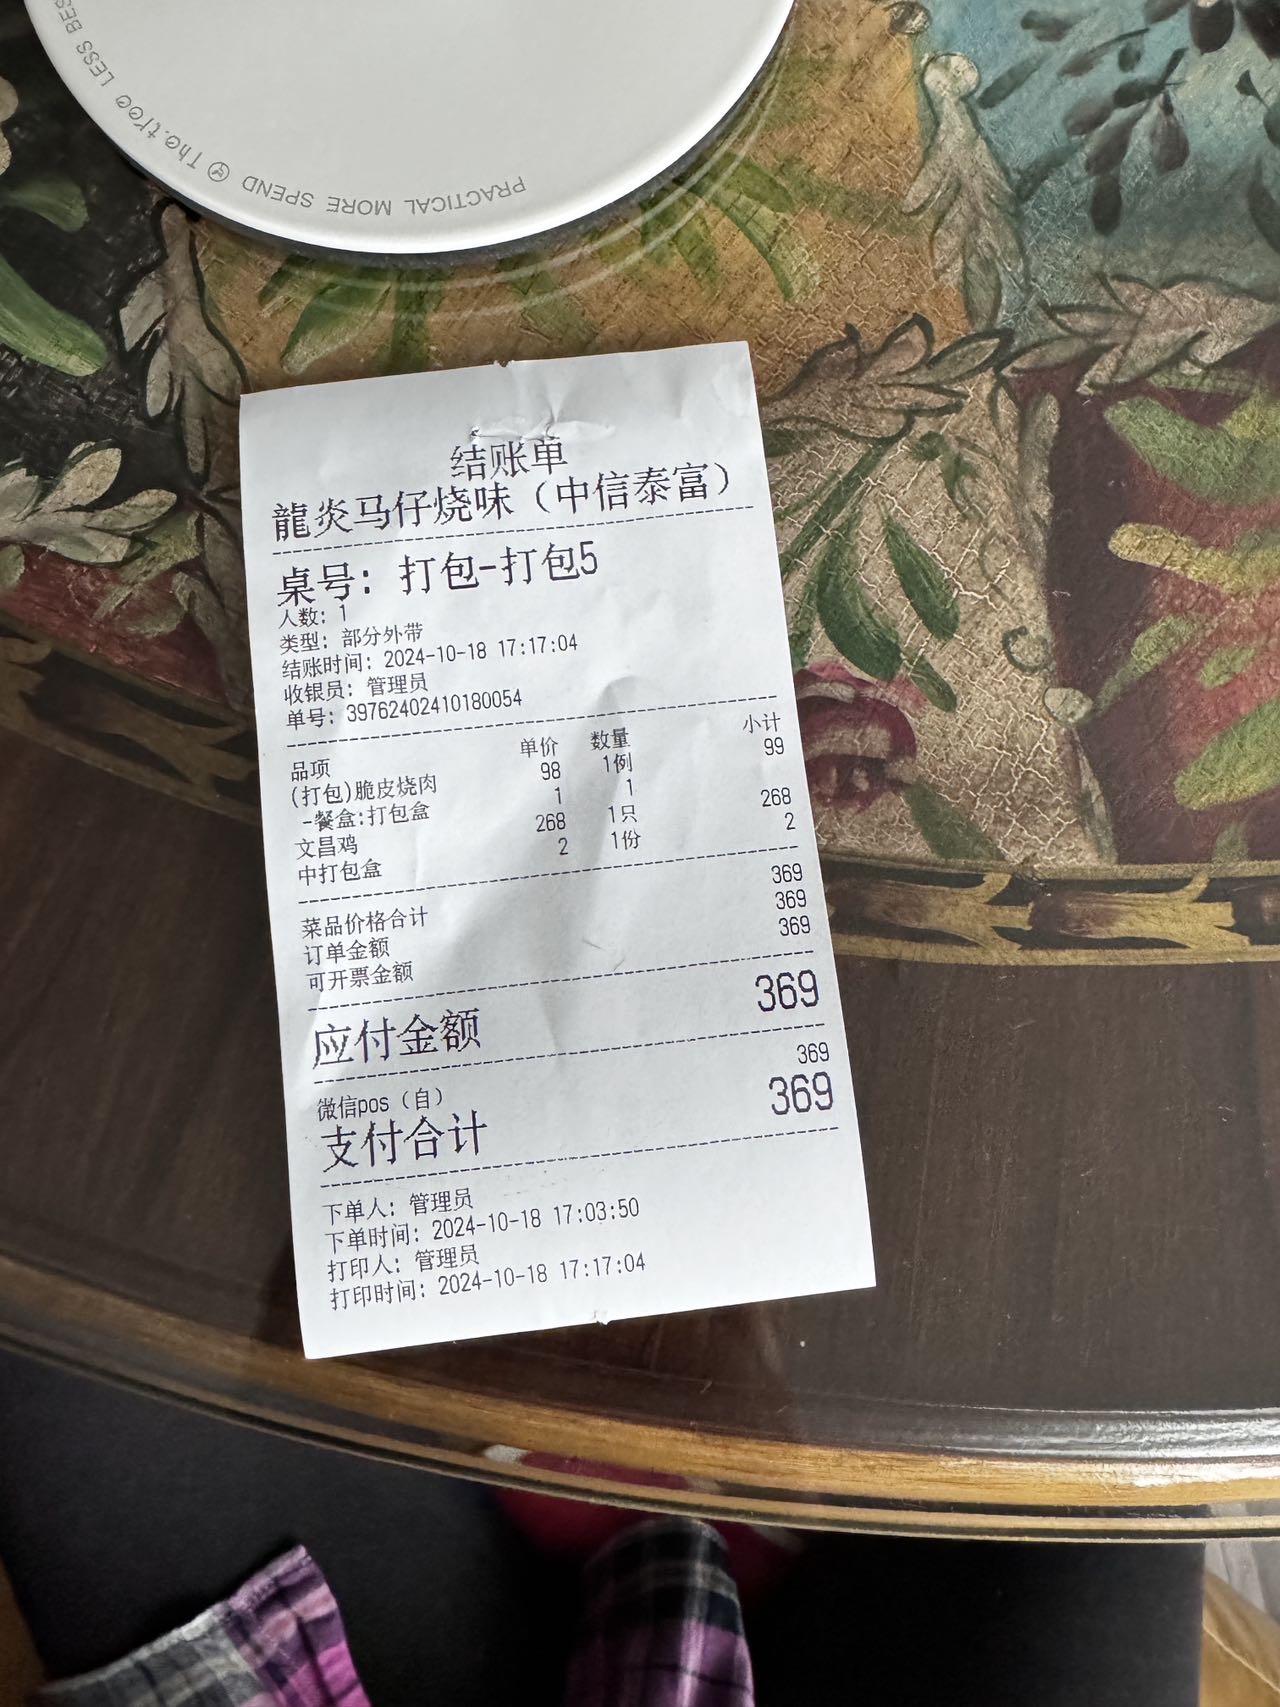 LESS BES
The.tree
PRACTICAL MORE SPEND
结账单
龍炎马仔烧味（中信泰富）
桌号: 打包-打包5
人数: 1
类型: 部分外带
结账时间: 2024-10-18 17:17:04
收银员: 管理员
单号: 39762402410180054
品项 单价 数量 小计
(打包)脆皮烧肉 98 1例 99
-餐盒:打包盒 1 1
文昌鸡 268 1只 268
中打包盒 2 1份 2
菜品价格合计 369
订单金额 369
可开票金额 369
应付金额 369
微信pos（自） 369
支付合计 369
下单人: 管理员
下单时间: 2024-10-18 17:03:50
打印人: 管理员
打印时间: 2024-10-18 17:17:04